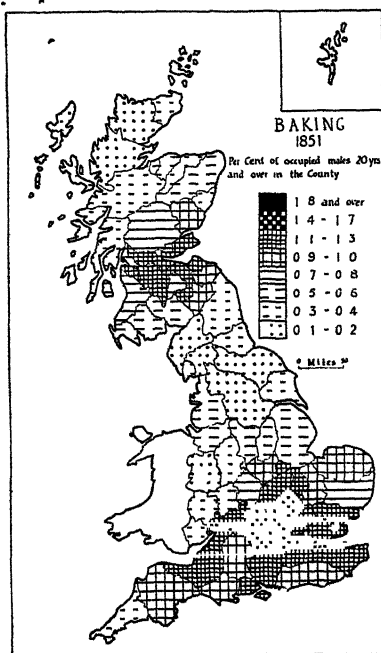 BAKING
1851
Per Cent of occupied males 20 yrs
and over in the County
1 8 and over
1 4 - 1 7
1 1 - 1 3
0 9 - 1 0
0 7 - 0 8
0 5 - 0 6
0 3 - 0 4
0 1 - 0 2
0 Miles 50